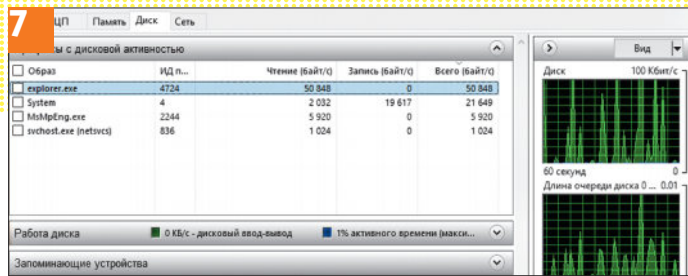 7
ЦП Память Диск Сеть
с дисковой активностью
Вид
Образ ИД п... Чтение (байт/с) Запись (байт/с) Всего (байт/с)
explorer.exe 4724 50 848 0 50 848
System 4 2 032 19 617 21 649
MsMpEng.exe 2244 5 920 0 5 920
svchost.exe (netsvcs) 836 1 024 0 1 024
Работа диска 0 КБ/с - дисковый ввод-вывод 1% активного времени (макси...
Запоминающие устройства
Диск 100 Кбит/с
60 секунд 0
Длина очереди диска 0 ... 0.01